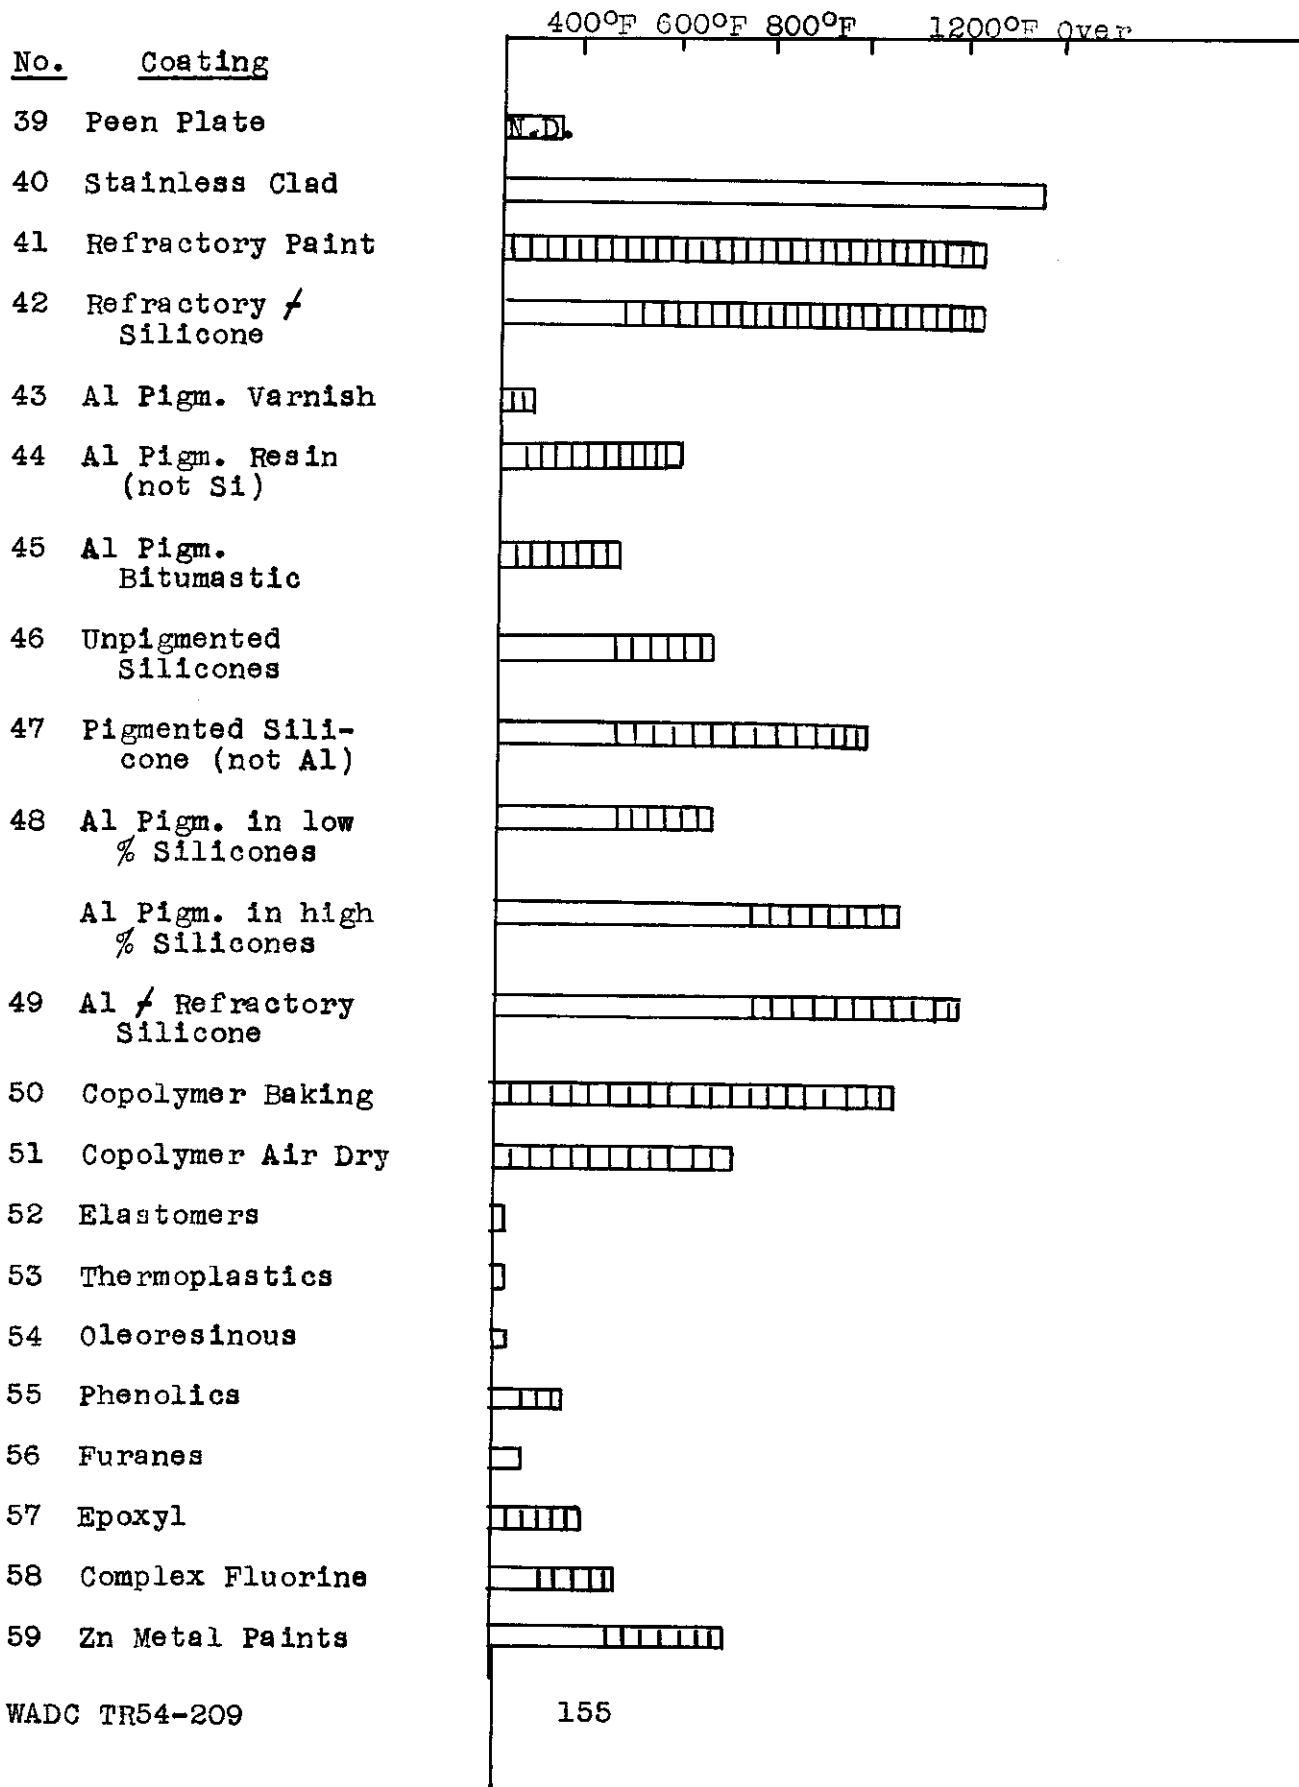 400°F 600°F 800°F 1200°F Over
No. Coating
39 Peen Plate N.D.
40 Stainless Clad
41 Refractory Paint
42 Refractory ⌿
Silicone
43 Al Pigm. Varnish
44 Al Pigm. Resin
(not Si)
45 Al Pigm.
Bitumastic
46 Unpigmented
Silicones
47 Pigmented Sili-
cone (not Al)
48 Al Pigm. in low
% Silicones
Al Pigm. in high
% Silicones
49 Al ⌿ Refractory
Silicone
50 Copolymer Baking
51 Copolymer Air Dry
52 Elastomers
53 Thermoplastics
54 Oleoresinous
55 Phenolics
56 Furanes
57 Epoxyl
58 Complex Fluorine
59 Zn Metal Paints
WADC TR54-209 155